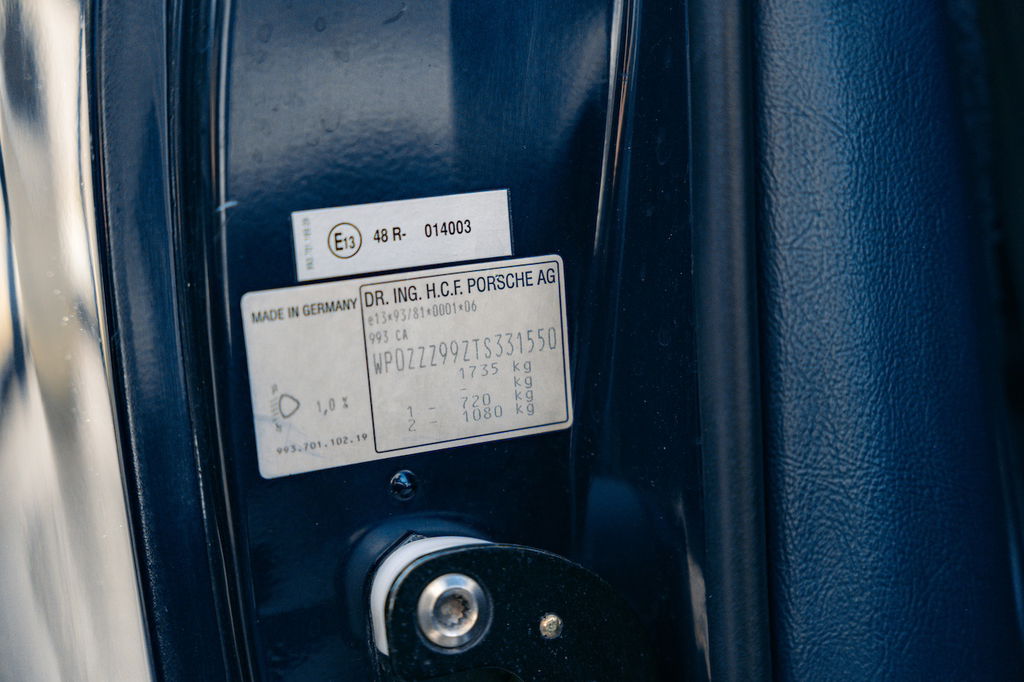 E13 48 R- 014003
MADE IN GERMANY
DR. ING. H.C.F. PORSCHE AG
e13*93/81*0001*06
993 CA
WP0ZZZ99ZTS331550
1735 kg
- kg
1 - 720 kg
2 - 1080 kg
1,0 %
993.701.102.19